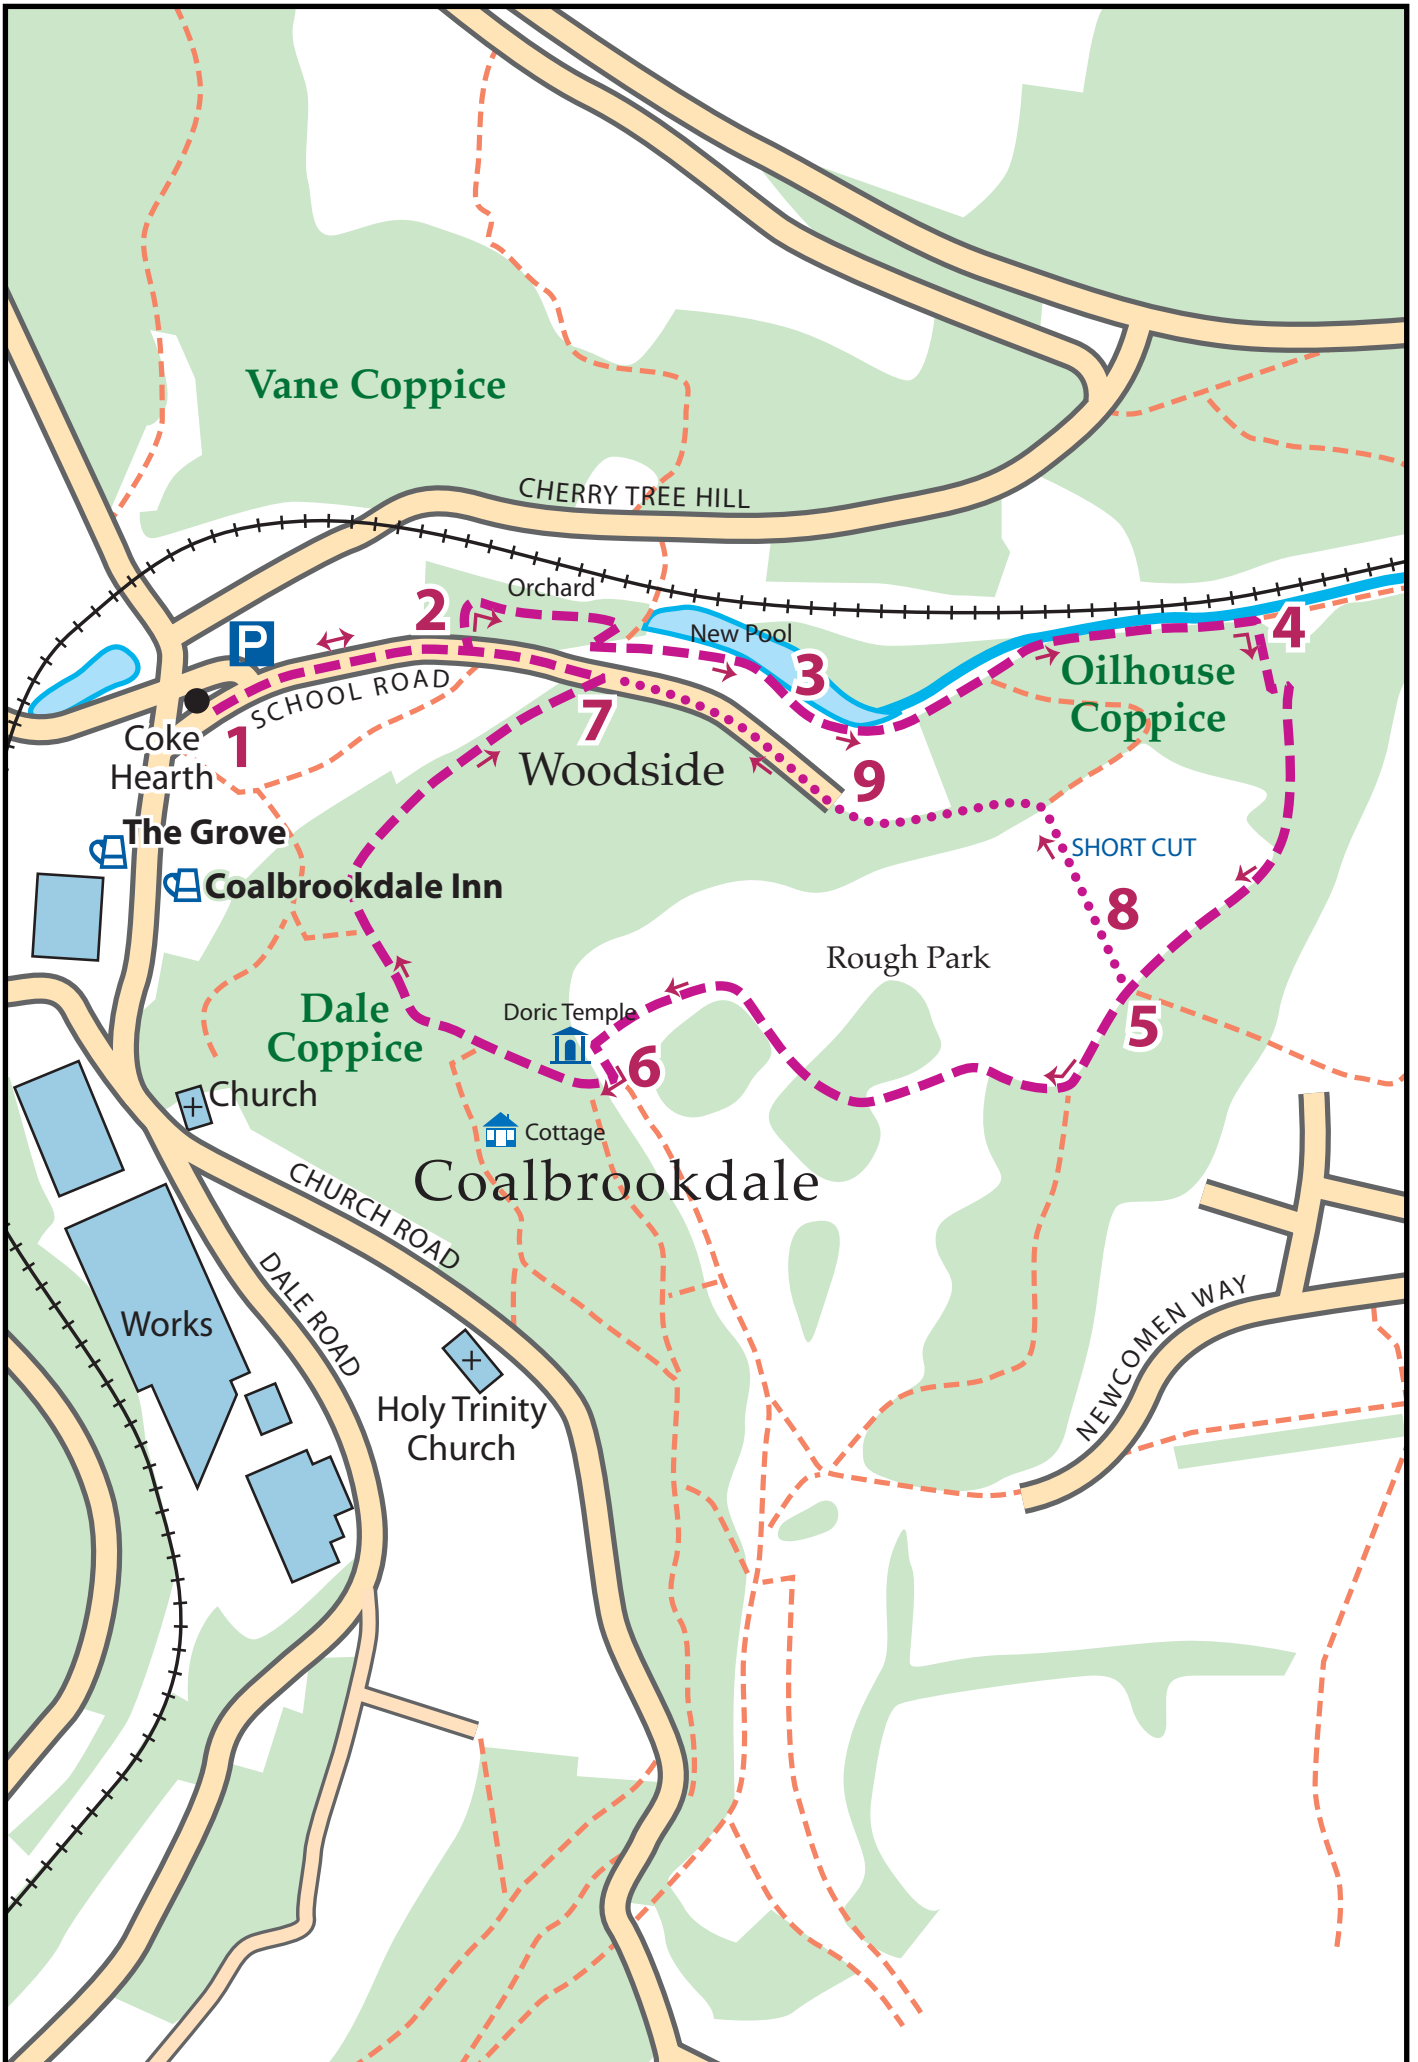 Vane Coppice
CHERRY TREE HILL
Orchard
2
P
New Pool
4
3
Oilhouse
Coppice
SCHOOL ROAD
7
1
Coke
Hearth
Woodside
9
The Grove
SHORT CUT
Coalbrookdale Inn
8
Rough Park
Dale
Coppice
Doric Temple
5
6
Church
Cottage
Coalbrookdale
CHURCH ROAD
DALE ROAD
Works
NEWCOMEN WAY
Holy Trinity
Church